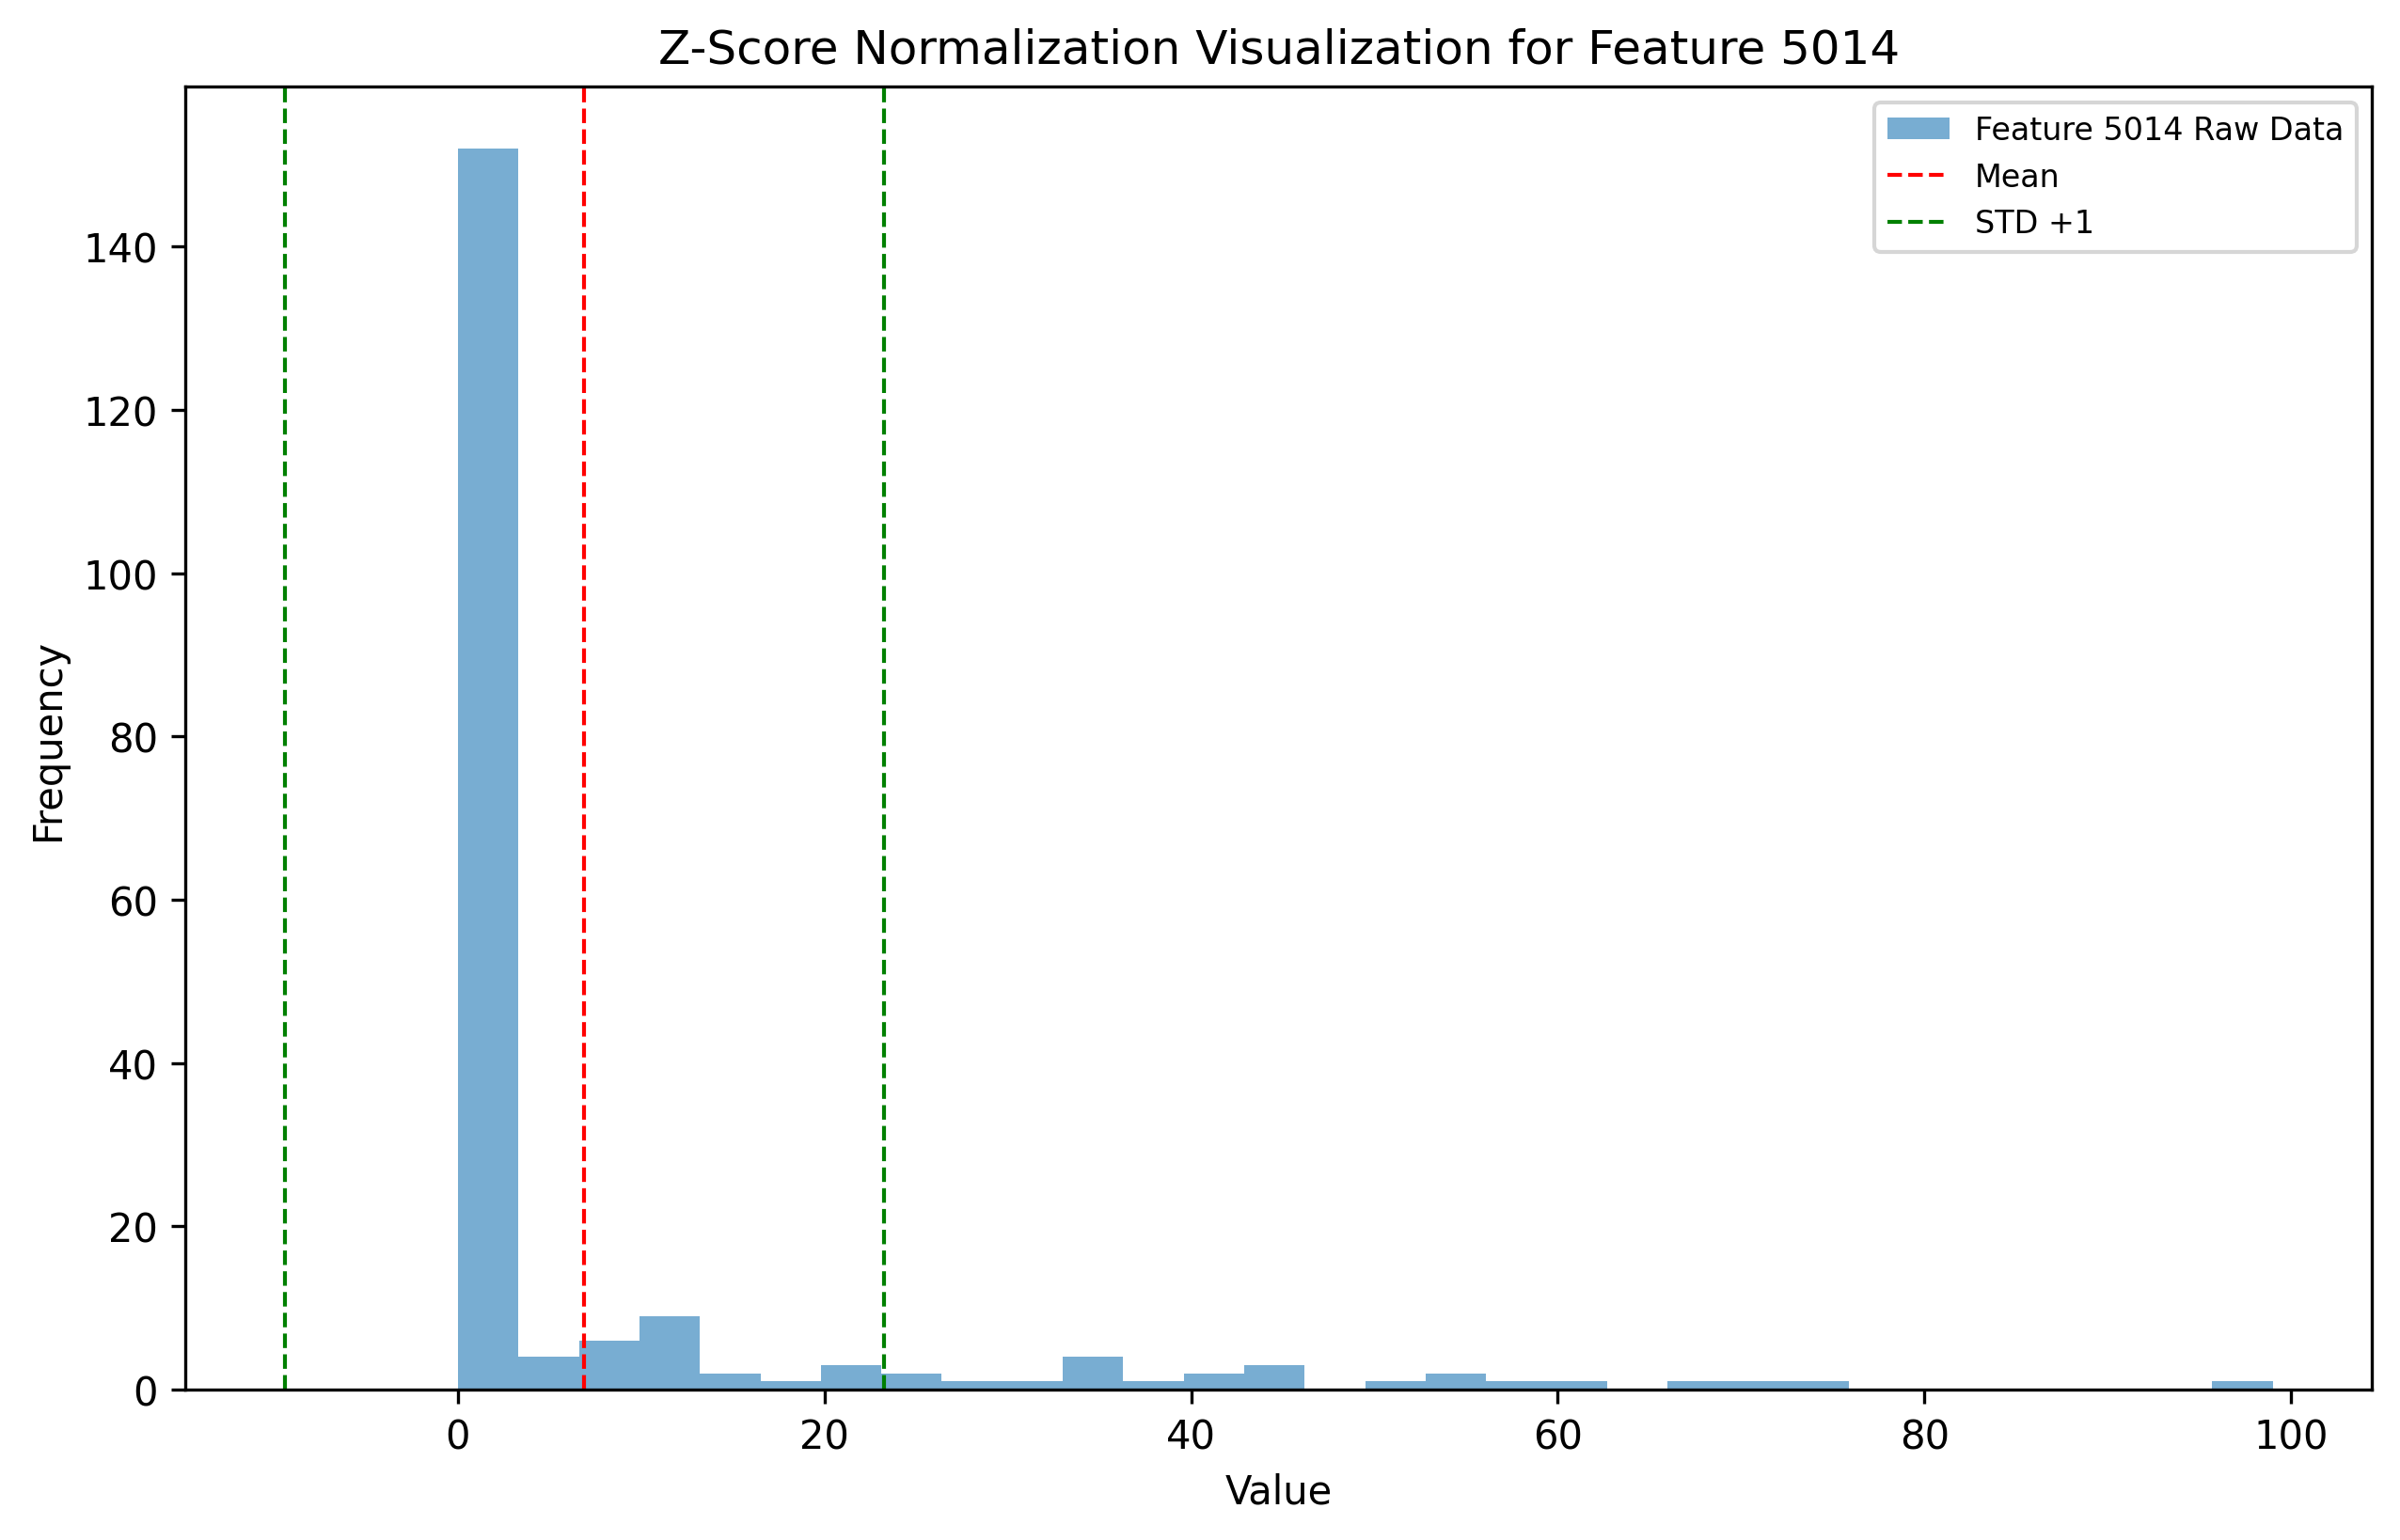 Z-Score Normalization Visualization for Feature 5014
Feature 5014 Raw Data
Mean
STD +1
140
120
100
80
60
40
20
0
Frequency
0 20 40 60 80 100
Value